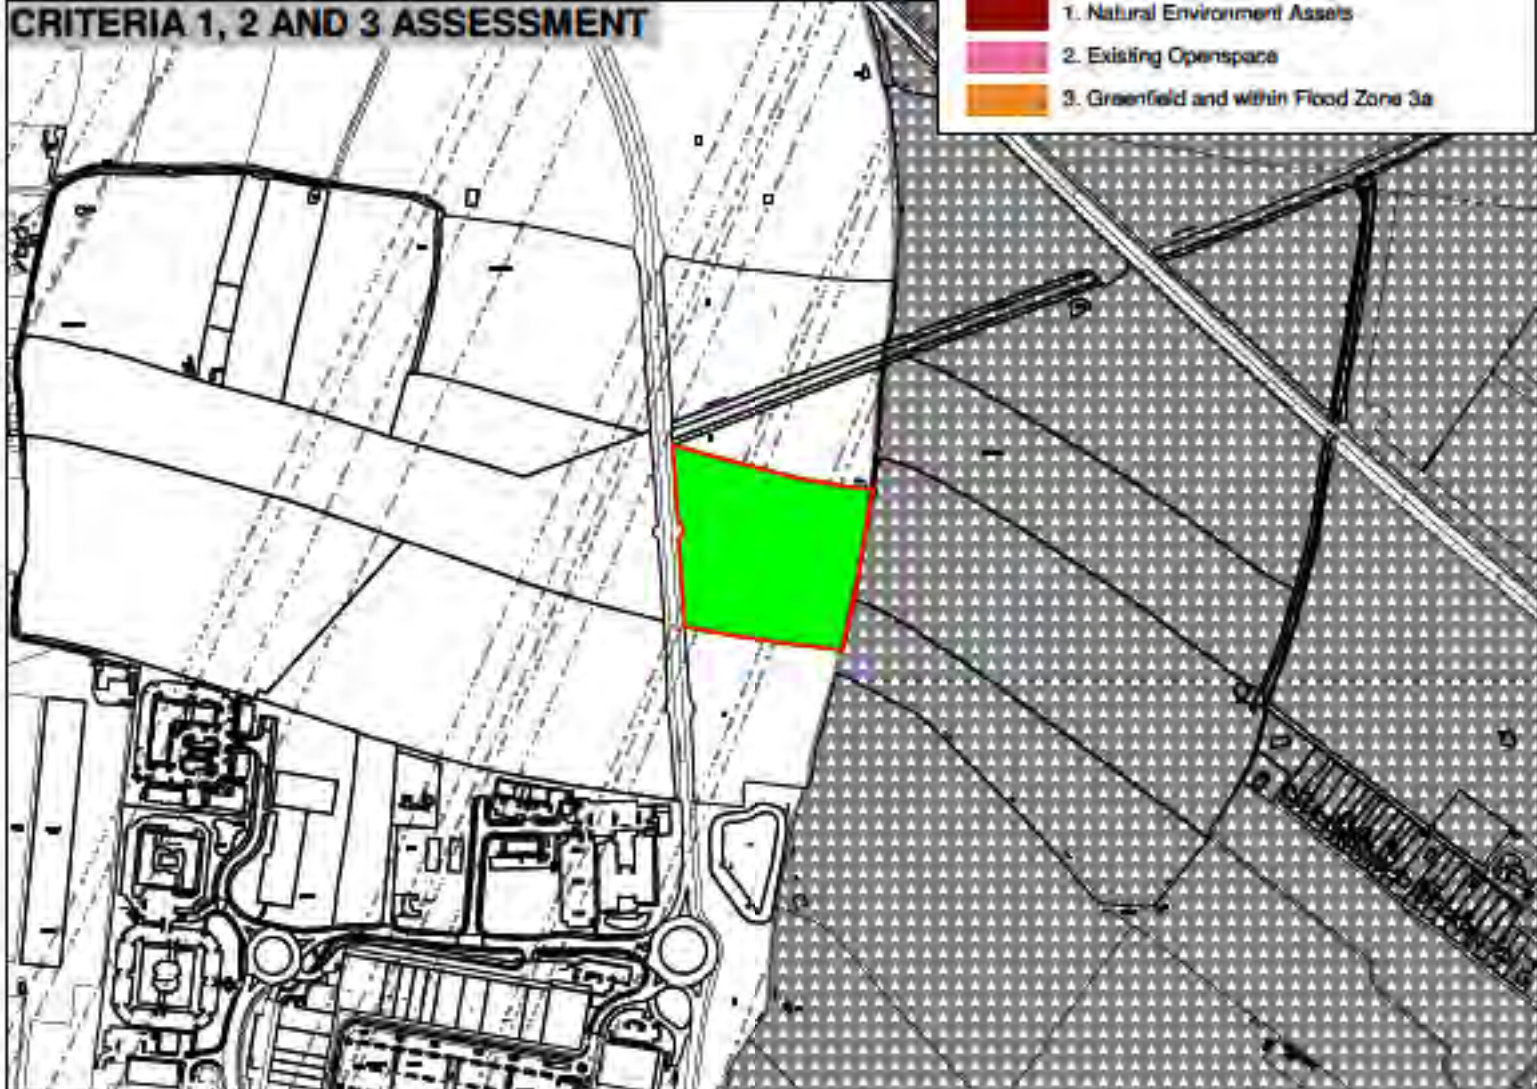 CRITERIA 1, 2 AND 3 ASSESSMENT
1. Natural Environment Assets
2. Existing Openspace
3. Greenfield and within Flood Zone 3a